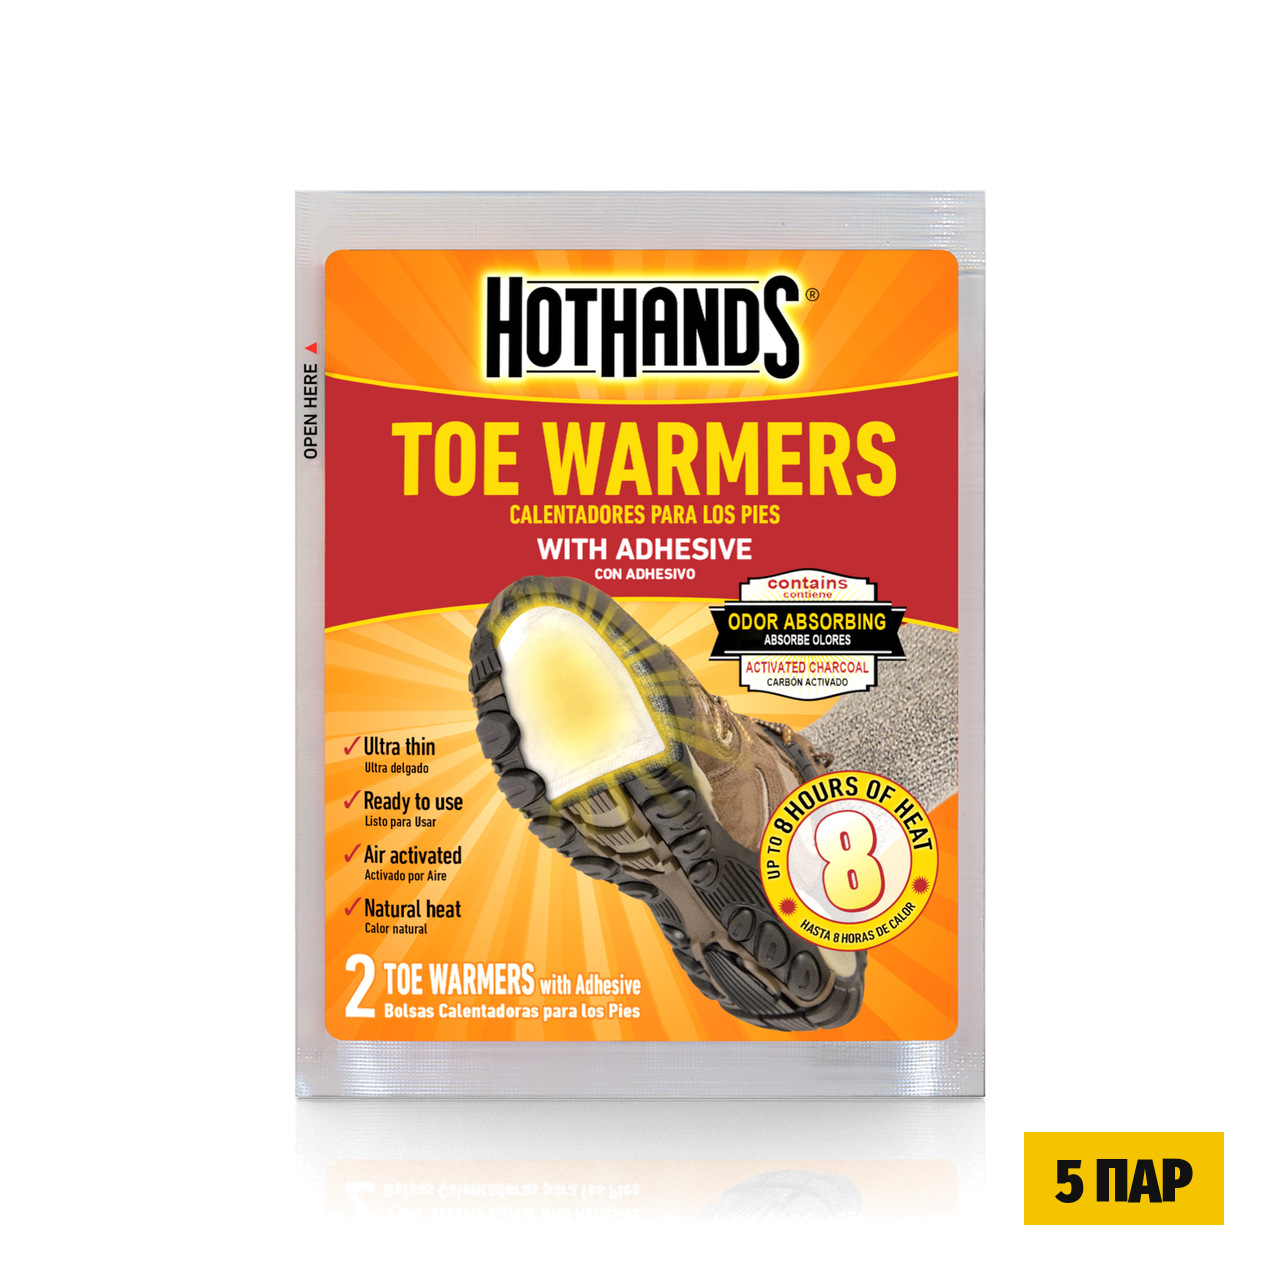 HOTHANDS®
OPEN HERE
TOE WARMERS
CALENTADORES PARA LOS PIES
WITH ADHESIVE
CON ADHESIVO
contains
contiene
ODOR ABSORBING
ABSORBE OLORES
ACTIVATED CHARCOAL
CARBÓN ACTIVADO
✓Ultra thin
Ultra delgado
✓Ready to use
Listo para Usar
✓Air activated
Activado por Aire
✓Natural heat
Calor natural
UP TO 8 HOURS OF HEAT
8
HASTA 8 HORAS DE CALOR
2 TOE WARMERS with Adhesive
Bolsas Calentadoras para los Pies
5 ПАР